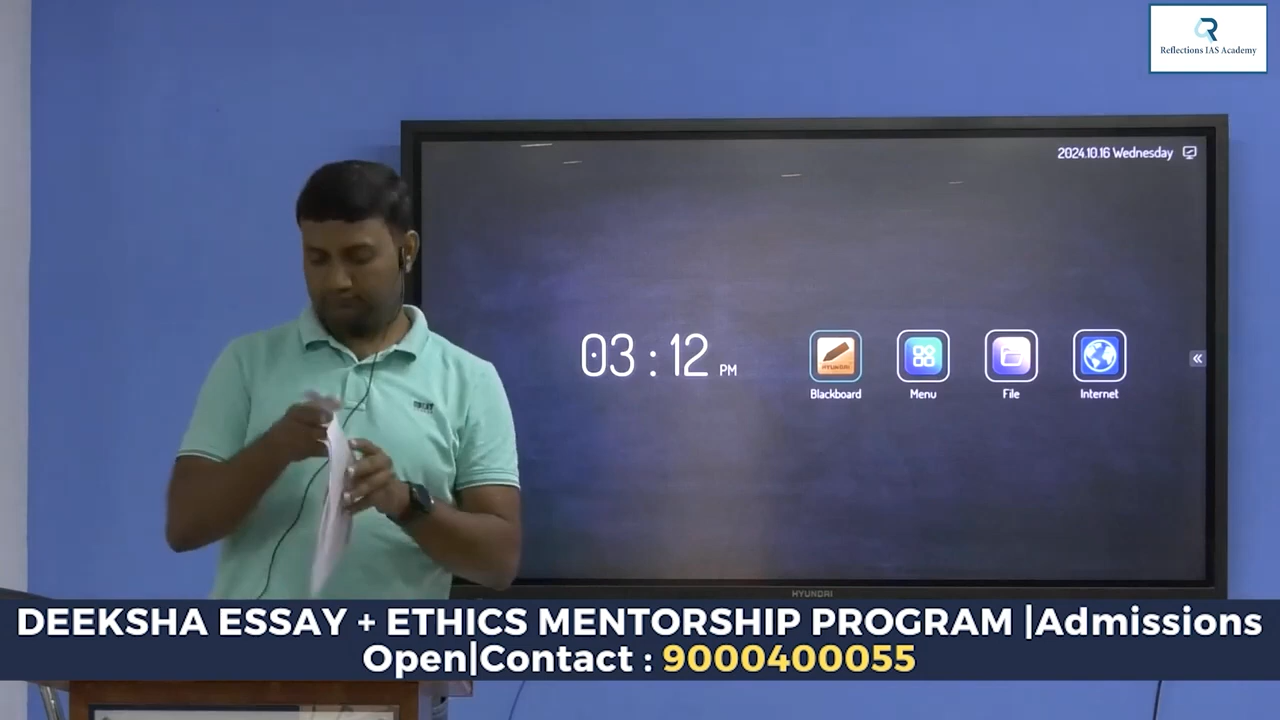 Reflections IAS Academy
2024.10.16 Wednesday
03 : 12 PM
HYUNDAI
Blackboard
Menu
File
Internet
HYUNDAI
DEEKSHA ESSAY + ETHICS MENTORSHIP PROGRAM |Admissions
Open|Contact : 9000400055